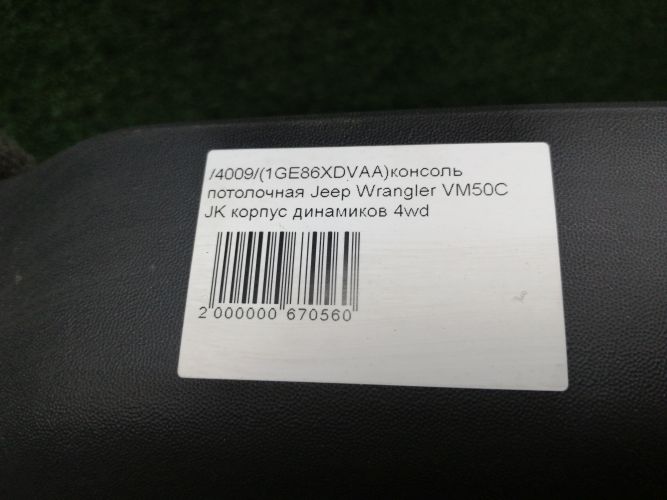 /4009/(1GE86XDVAA)консоль
потолочная Jeep Wrangler VM50C
JK корпус динамиков 4wd
2 000000 670560